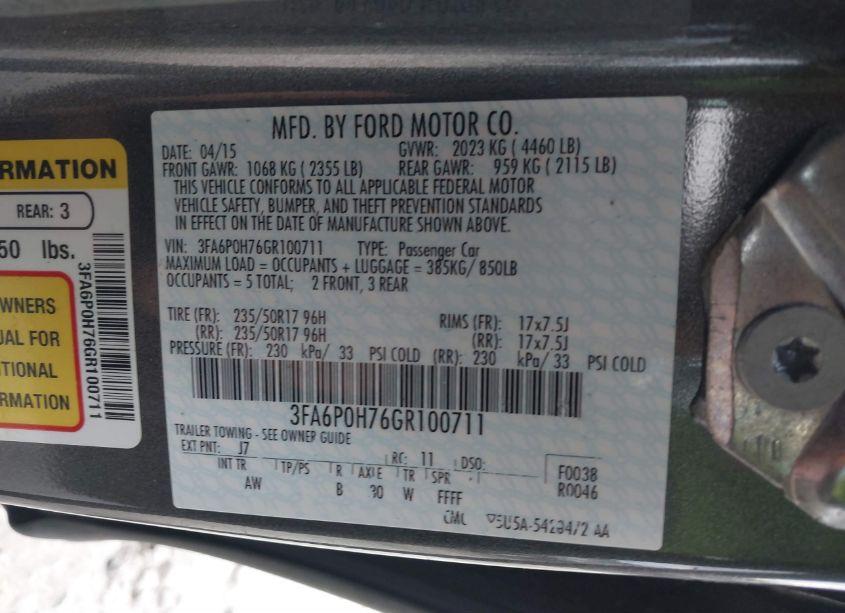 MFD. BY FORD MOTOR CO.
DATE: 04/15 GVWR: 2023 KG ( 4460 LB)
FRONT GAWR: 1068 KG ( 2355 LB) REAR GAWR: 959 KG ( 2115 LB)
THIS VEHICLE CONFORMS TO ALL APPLICABLE FEDERAL MOTOR
VEHICLE SAFETY, BUMPER, AND THEFT PREVENTION STANDARDS
IN EFFECT ON THE DATE OF MANUFACTURE SHOWN ABOVE.
VIN: 3FA6P0H76GR100711 TYPE: Passenger Car
MAXIMUM LOAD = OCCUPANTS + LUGGAGE = 385KG/ 850LB
OCCUPANTS = 5 TOTAL; 2 FRONT, 3 REAR
TIRE (FR): 235/50R17 96H RIMS (FR): 17x7.5J
(RR): 235/50R17 96H (RR): 17x7.5J
PRESSURE (FR): 230 kPa/ 33 PSI COLD (RR): 230 kPa/ 33 PSI COLD
3FA6P0H76GR100711
TRAILER TOWING - SEE OWNER GUIDE
EXT PNT: J7 RC: 11 DSO: F0038
INT TR TP/PS R AXLE TR SPR R0046
AW B 30 W FFFF
CMC
RMATION
REAR: 3
50 lbs.
WNERS
UAL FOR
ITIONAL
ORMATION
3FA6P0H76GR100711